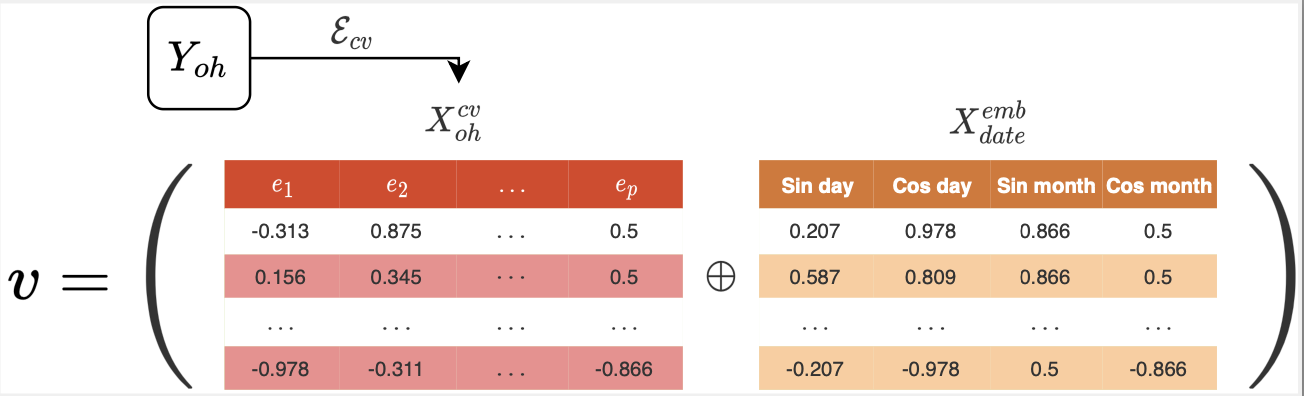 Y_{oh}
\mathcal{E}_{cv}
X_{oh}^{cv} X_{date}^{emb}
e_1 e_2 ... e_p Sin day Cos day Sin month Cos month
-0.313 0.875 ... 0.5 0.207 0.978 0.866 0.5
v = ( 0.156 0.345 ... 0.5 ⊕ 0.587 0.809 0.866 0.5 )
... ... ... ... ... ... ... ...
-0.978 -0.311 ... -0.866 -0.207 -0.978 0.5 -0.866